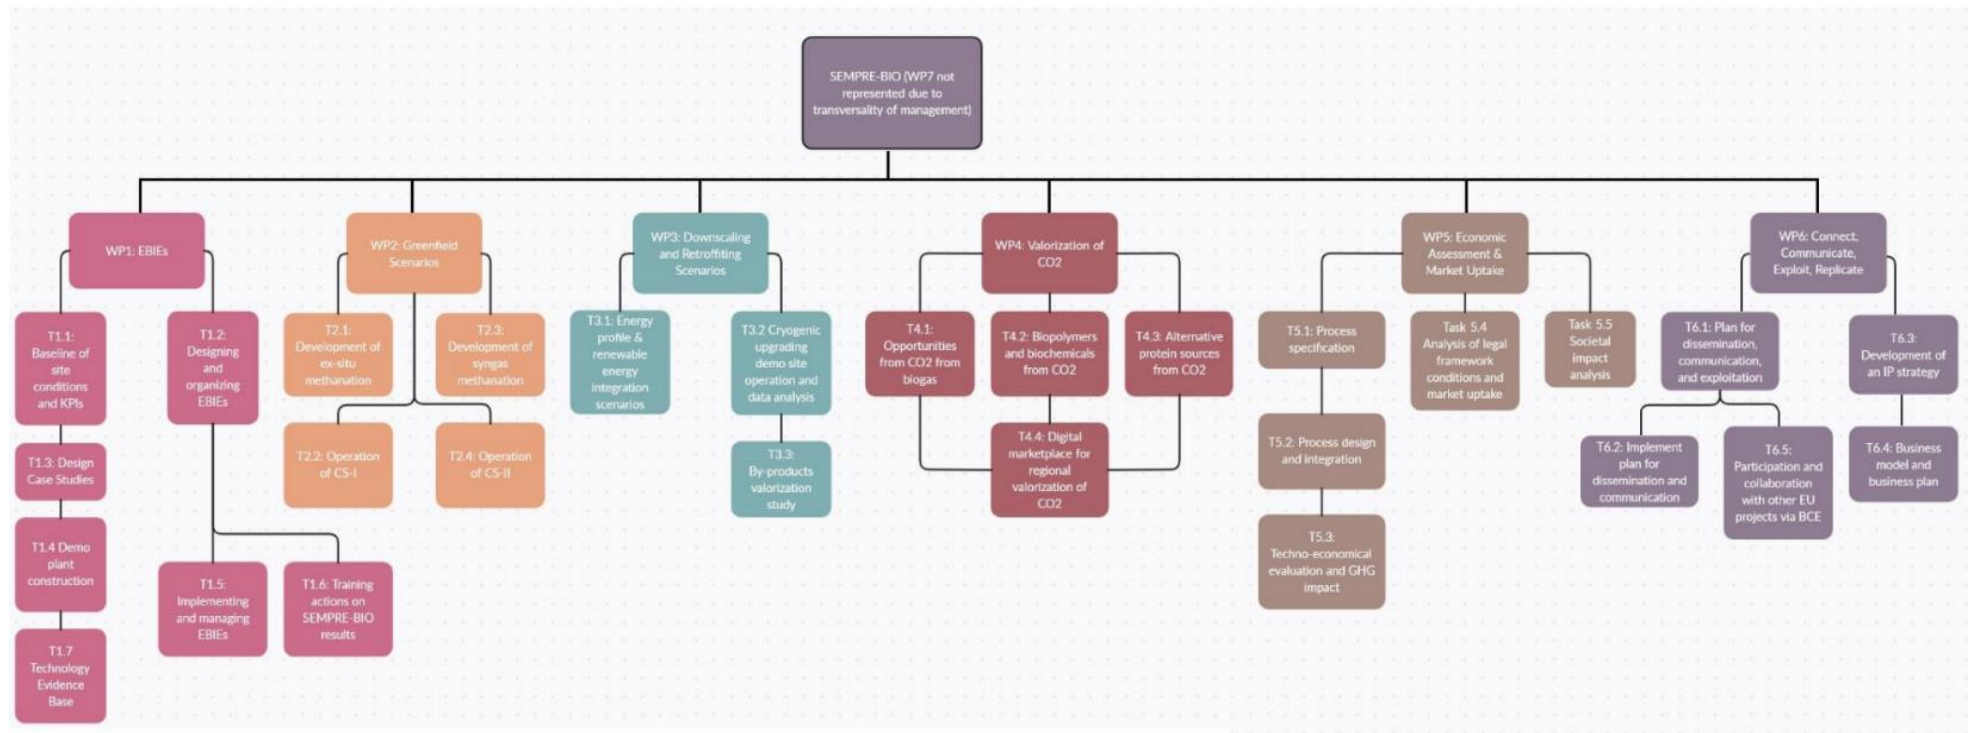 SEMPRE-BIO (WP7 not
represented due to
transversality of management)
WP1: EBIEs
WP2: Greenfield
Scenarios
WP3: Downscaling
and Retroffiting
Scenarios
WP4: Valorization of
CO2
WP5: Economic
Assessment &
Market Uptake
WP6: Connect,
Communicate,
Exploit, Replicate
T1.1:
Baseline of
site
conditions
and KPIs
T1.2:
Designing
and
organizing
EBIEs
T1.3: Design
Case Studies
T1.4 Demo
plant
construction
T1.7
Technology
Evidence
Base
T1.5:
Implementing
and managing
EBIEs
T1.6: Training
actions on
SEMPRE-BIO
results
T2.1:
Development of
ex-situ
methanation
T2.3:
Development of
syngas
methanation
T2.2: Operation
of CS-I
T2.4: Operation
of CS-II
T3.1: Energy
profile &
renewable
energy
integration
scenarios
T3.2 Cryogenic
upgrading
demo site
operation and
data analysis
T3.3:
By-products
valorization
study
T4.1:
Opportunities
from CO2 from
biogas
T4.2: Biopolymers
and biochemicals
from CO2
T4.3: Alternative
protein sources
from CO2
T4.4: Digital
marketplace for
regional
valorization of
CO2
T5.1: Process
specification
T5.2: Process design
and integration
T5.3:
Techno-economical
evaluation and GHG
impact
Task 5.4
Analysis of legal
framework
conditions and
market uptake
Task 5.5
Societal
impact
analysis
T6.1: Plan for
dissemination,
communication,
and exploitation
T6.3:
Development of
an IP strategy
T6.2: Implement
plan for
dissemination and
communication
T6.5:
Participation and
collaboration
with other EU
projects via BCE
T6.4: Business
model and
business plan